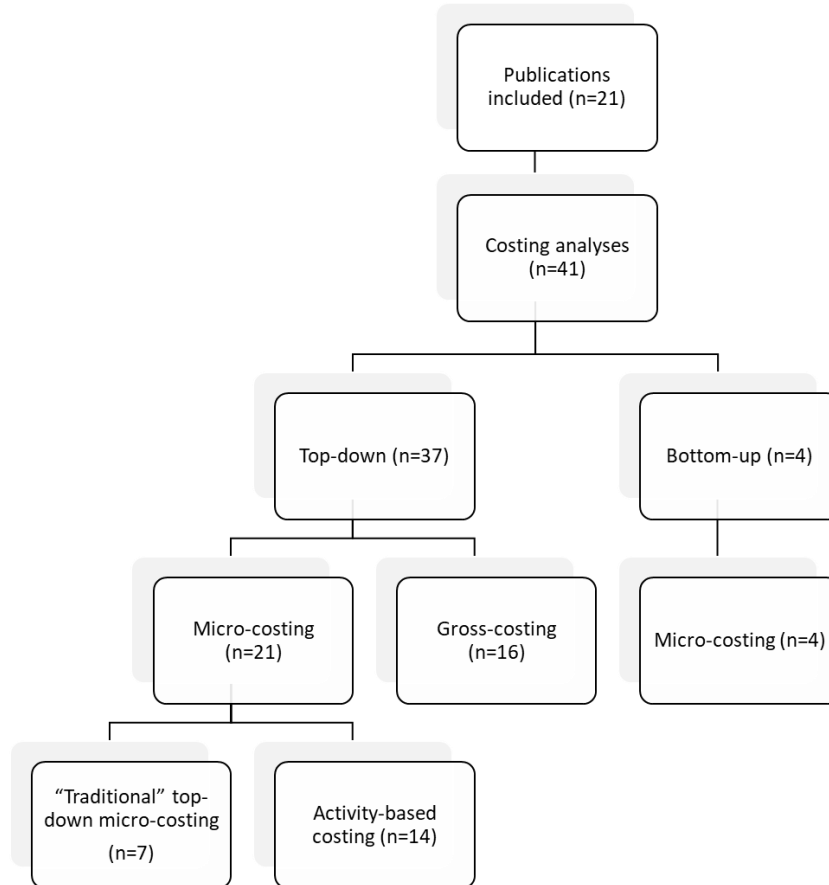 Publications
included (n=21)
Costing analyses
(n=41)
Top-down (n=37)
Bottom-up (n=4)
Micro-costing
(n=21)
Gross-costing
(n=16)
Micro-costing (n=4)
“Traditional” top-
down micro-costing
(n=7)
Activity-based
costing (n=14)